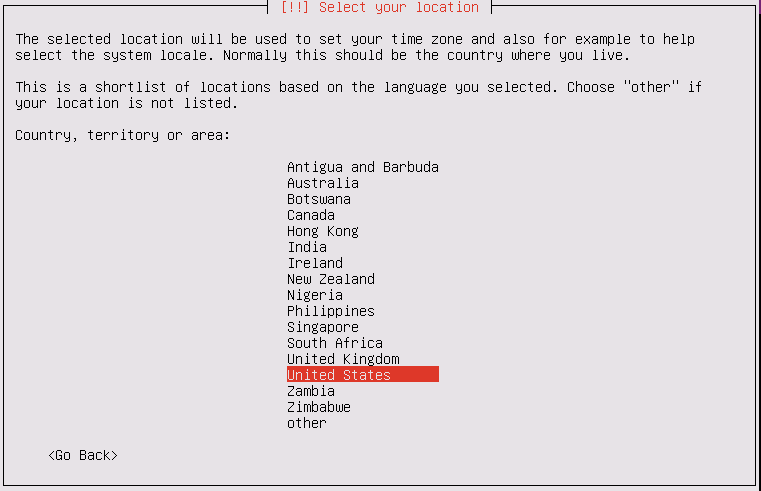 [!!] Select your location
The selected location will be used to set your time zone and also for example to help
select the system locale. Normally this should be the country where you live.
This is a shortlist of locations based on the language you selected. Choose "other" if
your location is not listed.
Country, territory or area:
Antigua and Barbuda
Australia
Botswana
Canada
Hong Kong
India
Ireland
New Zealand
Nigeria
Philippines
Singapore
South Africa
United Kingdom
United States
Zambia
Zimbabwe
other
<Go Back>